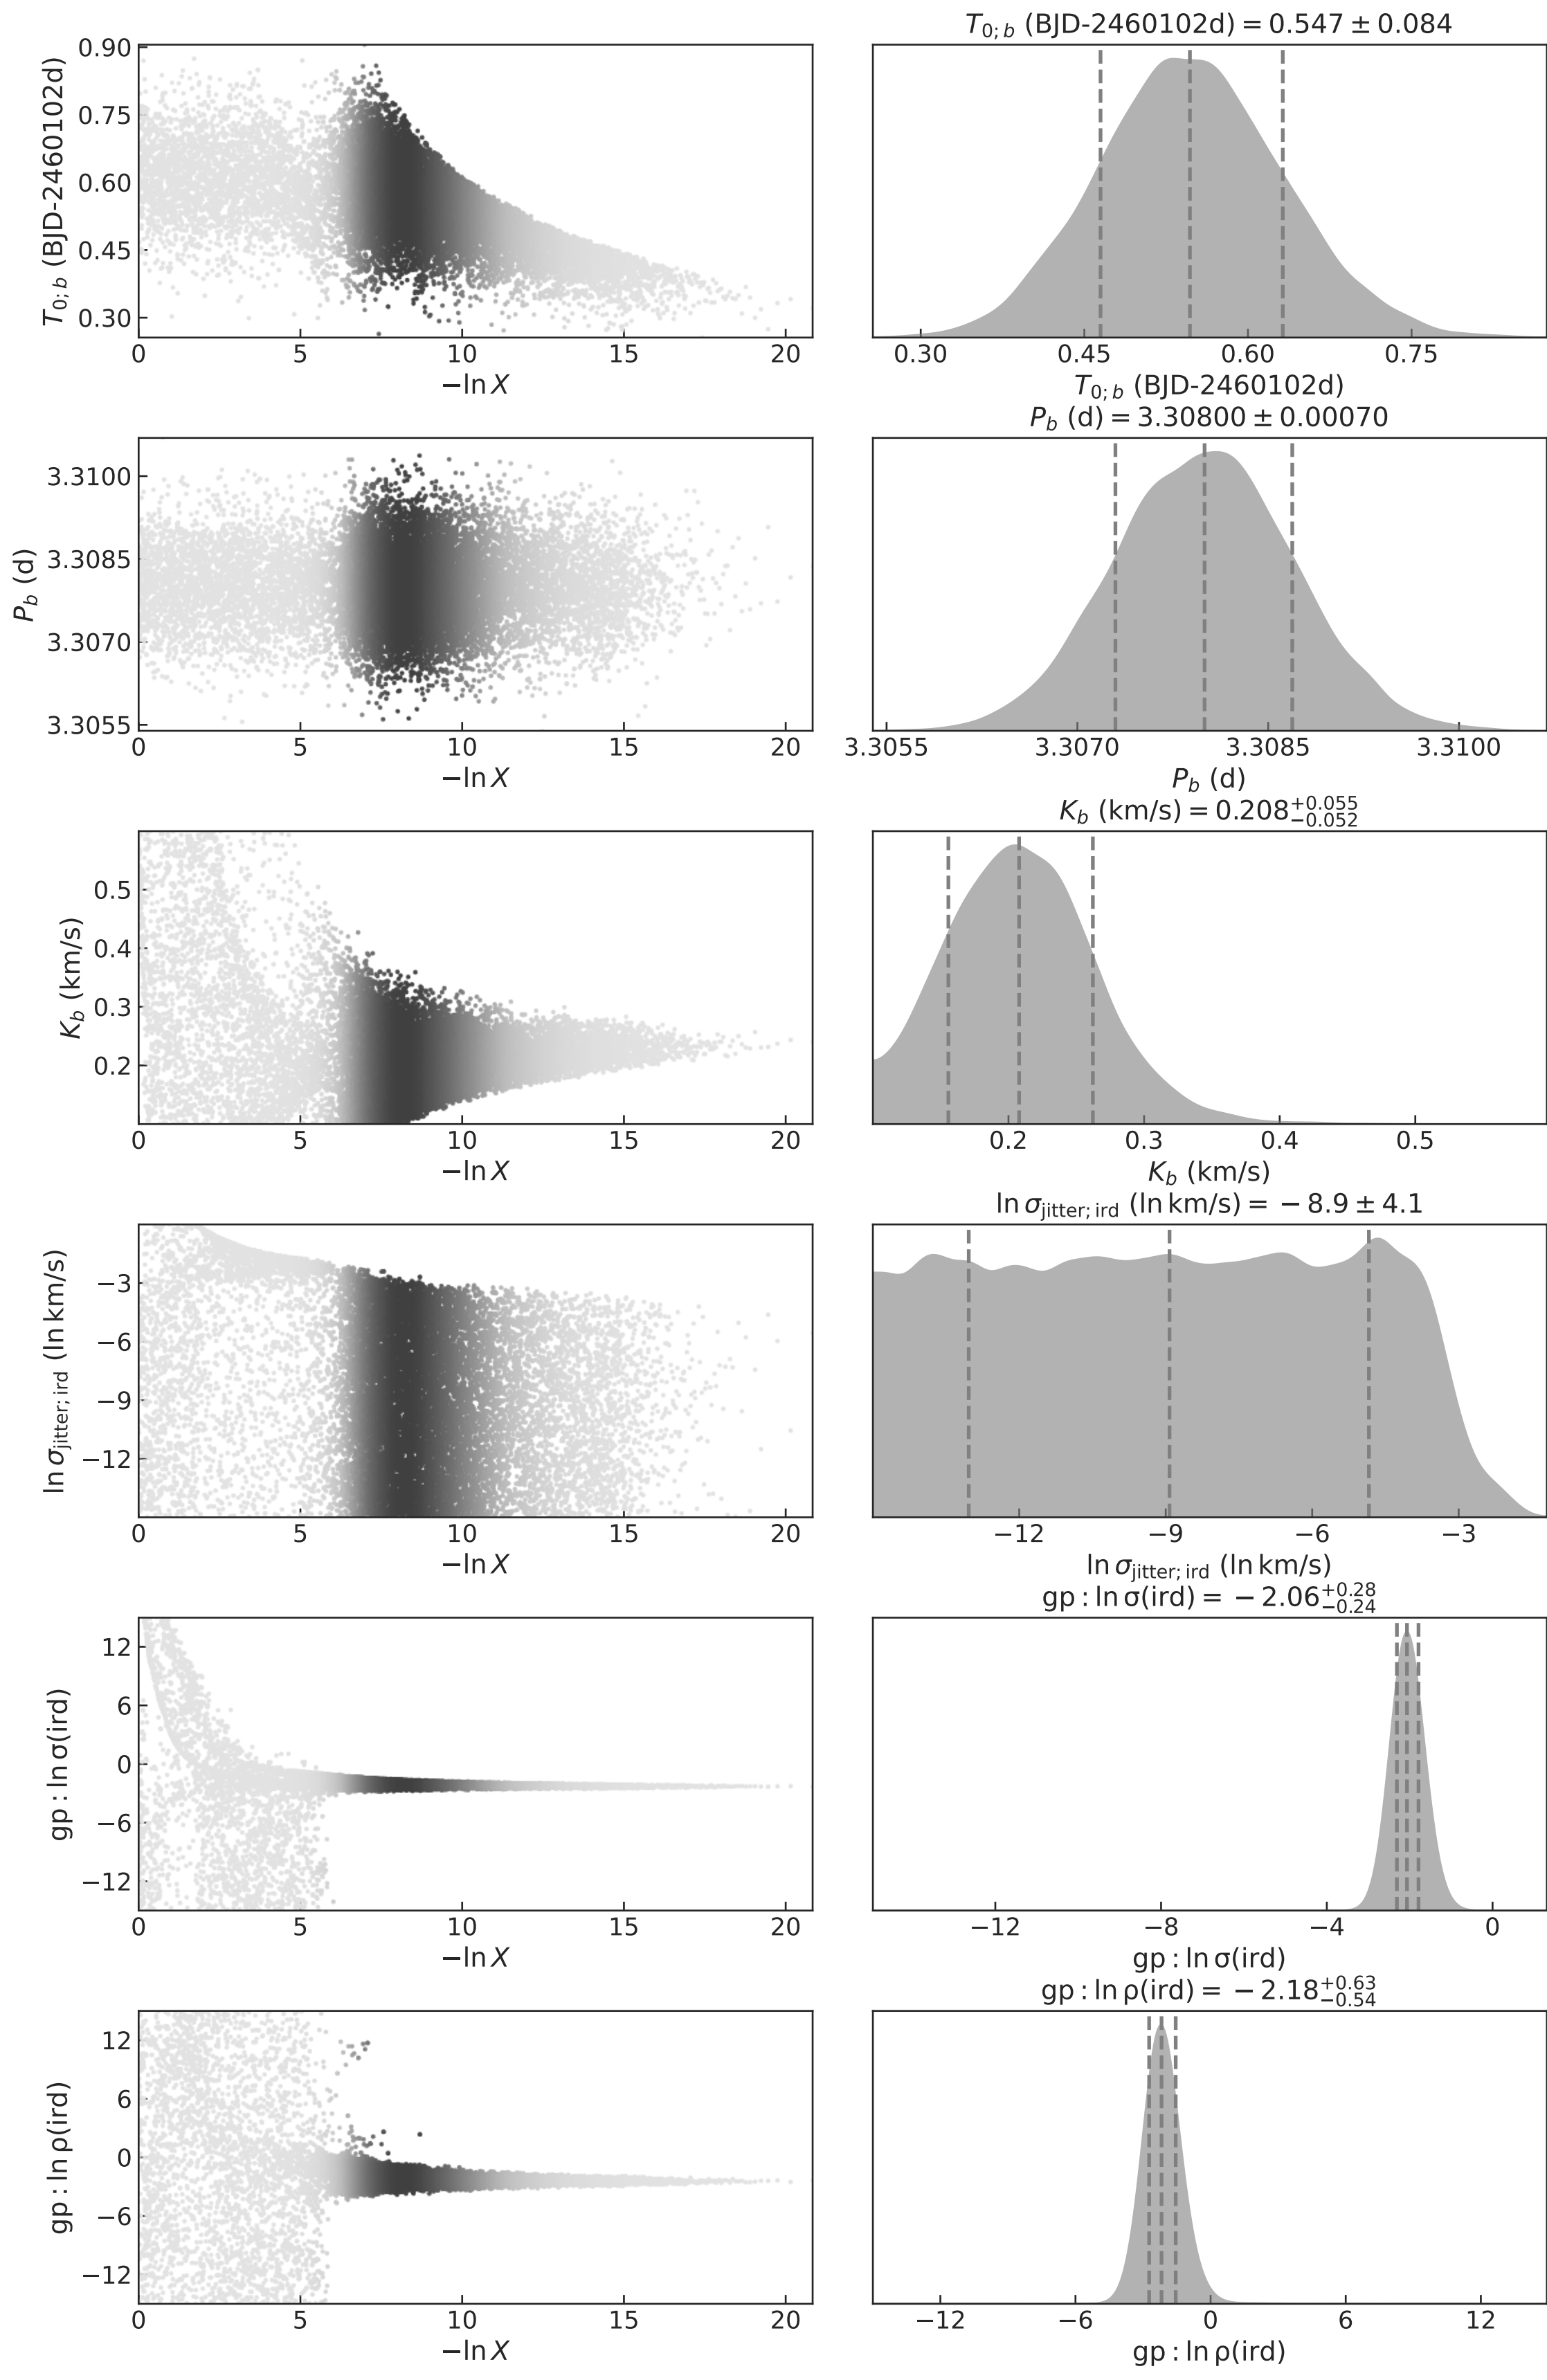 T0; b (BJD-2460102d) = 0.547 ± 0.084
0.90
0.75
0.60
0.45
0.30
T0; b (BJD-2460102d)
0 5 10 15 20
−ln X
0.30 0.45 0.60 0.75
T0; b (BJD-2460102d)
Pb (d) = 3.30800 ± 0.00070
3.3100
3.3085
3.3070
3.3055
Pb (d)
0 5 10 15 20
−ln X
3.3055 3.3070 3.3085 3.3100
Pb (d)
Kb (km/s) = 0.208 +0.055 −0.052
0.5
0.4
0.3
0.2
Kb (km/s)
0 5 10 15 20
−ln X
0.2 0.3 0.4 0.5
Kb (km/s)
ln σjitter; ird (ln km/s) = −8.9 ± 4.1
−3
−6
−9
−12
ln σjitter; ird (ln km/s)
0 5 10 15 20
−ln X
−12 −9 −6 −3
ln σjitter; ird (ln km/s)
gp : ln σ(ird) = −2.06 +0.28 −0.24
12
6
0
−6
−12
gp : ln σ(ird)
0 5 10 15 20
−ln X
−12 −8 −4 0
gp : ln σ(ird)
gp : ln ρ(ird) = −2.18 +0.63 −0.54
12
6
0
−6
−12
gp : ln ρ(ird)
0 5 10 15 20
−ln X
−12 −6 0 6 12
gp : ln ρ(ird)